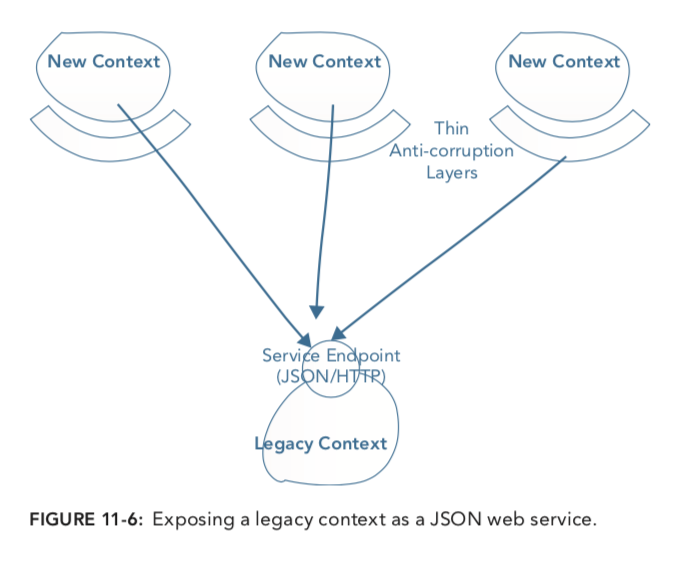 New Context
New Context
New Context
Thin
Anti-corruption
Layers
Service Endpoint
(JSON/HTTP)
Legacy Context
FIGURE 11-6: Exposing a legacy context as a JSON web service.